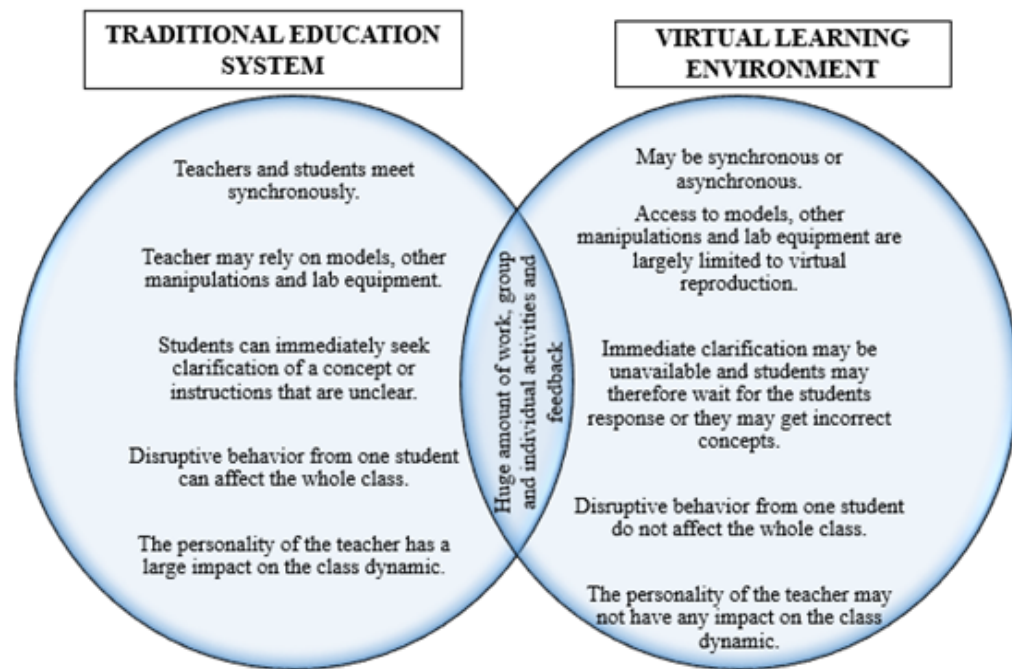 TRADITIONAL EDUCATION
SYSTEM
Teachers and students meet
synchronously.
Teacher may rely on models, other
manipulations and lab equipment.
Students can immediately seek
clarification of a concept or
instructions that are unclear.
Disruptive behavior from one student
can affect the whole class.
The personality of the teacher has a
large impact on the class dynamic.
Huge amount of work, group
and individual activities and
feedback
VIRTUAL LEARNING
ENVIRONMENT
May be synchronous or
asynchronous.
Access to models, other
manipulations and lab equipment are
largely limited to virtual
reproduction.
Immediate clarification may be
unavailable and students may
therefore wait for the students
response or they may get incorrect
concepts.
Disruptive behavior from one student
do not affect the whole class.
The personality of the teacher may
not have any impact on the class
dynamic.